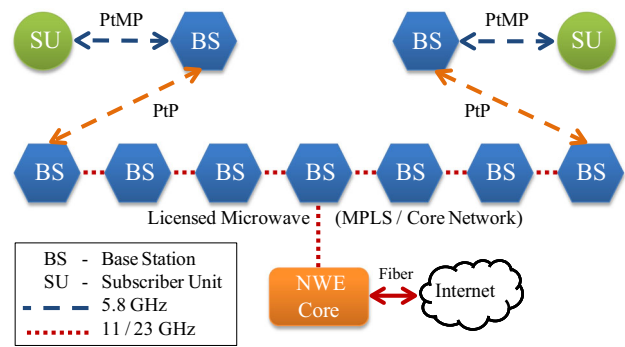 PtMP
PtMP
SU
BS
BS
SU
PtP
PtP
BS
BS
BS
BS
BS
BS
BS
Licensed Microwave
(MPLS / Core Network)
BS - Base Station
SU - Subscriber Unit
5.8 GHz
11 / 23 GHz
NWE
Core
Fiber
Internet